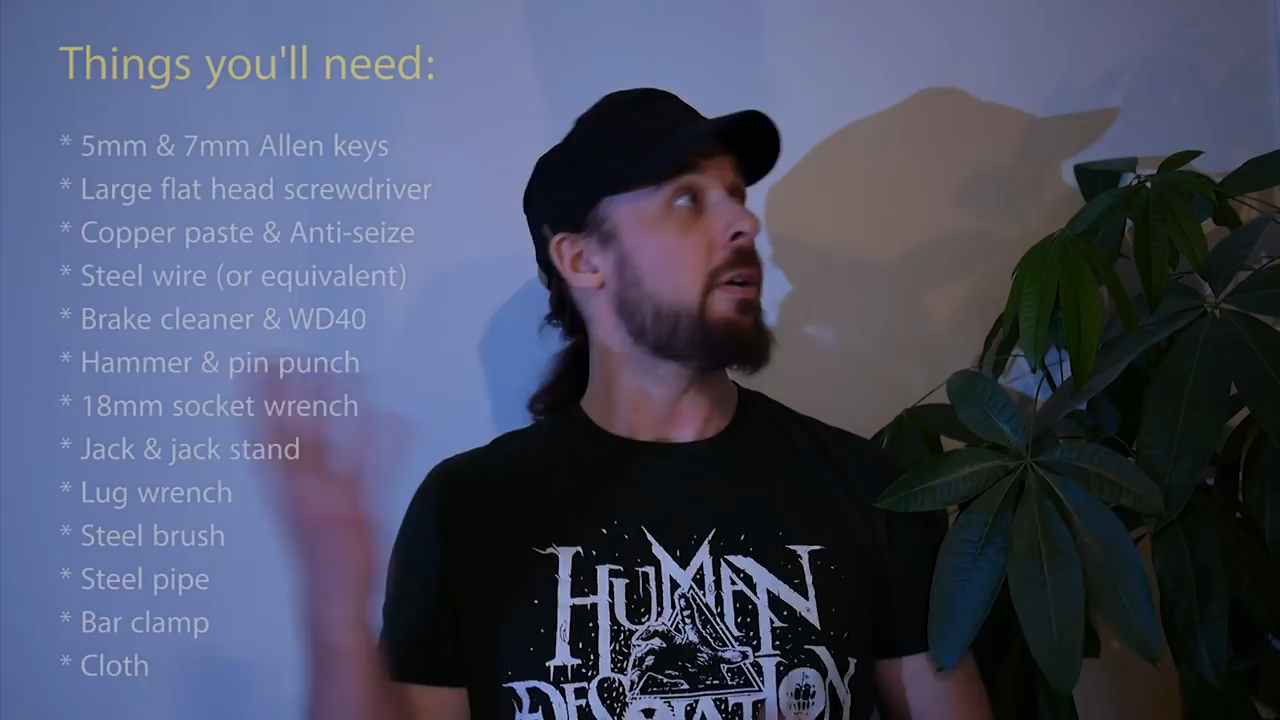 Things you'll need:
* 5mm & 7mm Allen keys
* Large flat head screwdriver
* Copper paste & Anti-seize
* Steel wire (or equivalent)
* Brake cleaner & WD40
* Hammer & pin punch
* 18mm socket wrench
* Jack & jack stand
* Lug wrench
* Steel brush
* Steel pipe
* Bar clamp
* Cloth
HUMAN